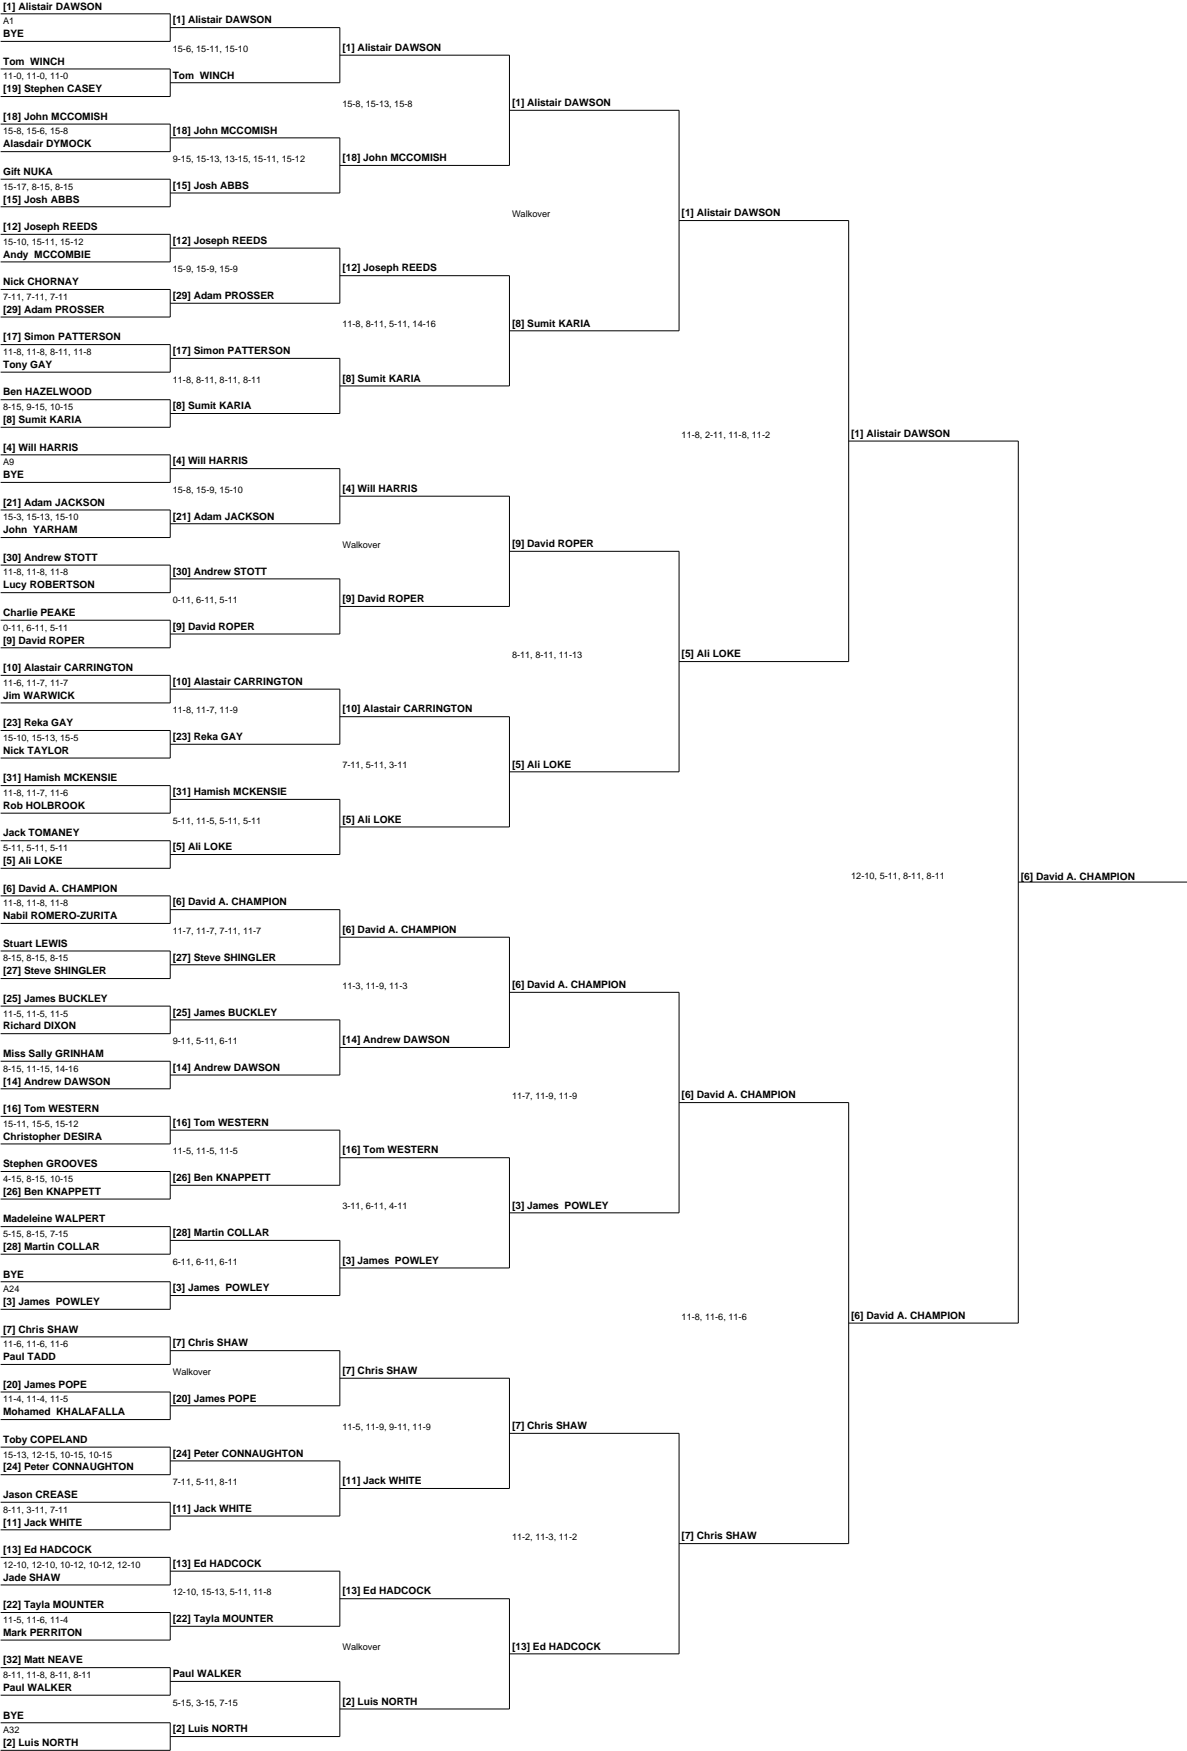 [1] Alistair DAWSON
A1
BYE
Tom  WINCH
11-0, 11-0, 11-0
[19] Stephen CASEY
[18] John MCCOMISH
15-8, 15-6, 15-8
Alasdair DYMOCK
Gift NUKA
15-17, 8-15, 8-15
[15] Josh ABBS
[12] Joseph REEDS
15-10, 15-11, 15-12
Andy  MCCOMBIE
Nick CHORNAY
7-11, 7-11, 7-11
[29] Adam PROSSER
[17] Simon PATTERSON
11-8, 11-8, 8-11, 11-8
Tony GAY
Ben HAZELWOOD
8-15, 9-15, 10-15
[8] Sumit KARIA
[4] Will HARRIS
A9
BYE
[21] Adam JACKSON
15-3, 15-13, 15-10
John  YARHAM
[30] Andrew STOTT
11-8, 11-8, 11-8
Lucy ROBERTSON
Charlie PEAKE
0-11, 6-11, 5-11
[9] David ROPER
[10] Alastair CARRINGTON
11-6, 11-7, 11-7
Jim WARWICK
[23] Reka GAY
15-10, 15-13, 15-5
Nick TAYLOR
[31] Hamish MCKENSIE
11-8, 11-7, 11-6
Rob HOLBROOK
Jack TOMANEY
5-11, 5-11, 5-11
[5] Ali LOKE
[6] David A. CHAMPION
11-8, 11-8, 11-8
Nabil ROMERO-ZURITA
Stuart LEWIS
8-15, 8-15, 8-15
[27] Steve SHINGLER
[25] James BUCKLEY
11-5, 11-5, 11-5
Richard DIXON
Miss Sally GRINHAM
8-15, 11-15, 14-16
[14] Andrew DAWSON
[16] Tom WESTERN
15-11, 15-5, 15-12
Christopher DESIRA
Stephen GROOVES
4-15, 8-15, 10-15
[26] Ben KNAPPETT
Madeleine WALPERT
5-15, 8-15, 7-15
[28] Martin COLLAR
BYE
A24
[3] James  POWLEY
[7] Chris SHAW
11-6, 11-6, 11-6
Paul TADD
[20] James POPE
11-4, 11-4, 11-5
Mohamed  KHALAFALLA
Toby COPELAND
15-13, 12-15, 10-15, 10-15
[24] Peter CONNAUGHTON
Jason CREASE
8-11, 3-11, 7-11
[11] Jack WHITE
[13] Ed HADCOCK
12-10, 12-10, 10-12, 10-12, 12-10
Jade SHAW
[22] Tayla MOUNTER
11-5, 11-6, 11-4
Mark PERRITON
[32] Matt NEAVE
8-11, 11-8, 8-11, 8-11
Paul WALKER
BYE
A32
[2] Luis NORTH
[1] Alistair DAWSON
15-6, 15-11, 15-10
Tom  WINCH
[18] John MCCOMISH
9-15, 15-13, 13-15, 15-11, 15-12
[15] Josh ABBS
[12] Joseph REEDS
15-9, 15-9, 15-9
[29] Adam PROSSER
[17] Simon PATTERSON
11-8, 8-11, 8-11, 8-11
[8] Sumit KARIA
[4] Will HARRIS
15-8, 15-9, 15-10
[21] Adam JACKSON
[30] Andrew STOTT
0-11, 6-11, 5-11
[9] David ROPER
[10] Alastair CARRINGTON
11-8, 11-7, 11-9
[23] Reka GAY
[31] Hamish MCKENSIE
5-11, 11-5, 5-11, 5-11
[5] Ali LOKE
[6] David A. CHAMPION
11-7, 11-7, 7-11, 11-7
[27] Steve SHINGLER
[25] James BUCKLEY
9-11, 5-11, 6-11
[14] Andrew DAWSON
[16] Tom WESTERN
11-5, 11-5, 11-5
[26] Ben KNAPPETT
[28] Martin COLLAR
6-11, 6-11, 6-11
[3] James  POWLEY
[7] Chris SHAW
Walkover
[20] James POPE
[24] Peter CONNAUGHTON
7-11, 5-11, 8-11
[11] Jack WHITE
[13] Ed HADCOCK
12-10, 15-13, 5-11, 11-8
[22] Tayla MOUNTER
Paul WALKER
5-15, 3-15, 7-15
[2] Luis NORTH
[1] Alistair DAWSON
15-8, 15-13, 15-8
[18] John MCCOMISH
[12] Joseph REEDS
11-8, 8-11, 5-11, 14-16
[8] Sumit KARIA
[4] Will HARRIS
Walkover
[9] David ROPER
[10] Alastair CARRINGTON
7-11, 5-11, 3-11
[5] Ali LOKE
[6] David A. CHAMPION
11-3, 11-9, 11-3
[14] Andrew DAWSON
[16] Tom WESTERN
3-11, 6-11, 4-11
[3] James  POWLEY
[7] Chris SHAW
11-5, 11-9, 9-11, 11-9
[11] Jack WHITE
[13] Ed HADCOCK
Walkover
[2] Luis NORTH
[1] Alistair DAWSON
Walkover
[8] Sumit KARIA
[9] David ROPER
8-11, 8-11, 11-13
[5] Ali LOKE
[6] David A. CHAMPION
11-7, 11-9, 11-9
[3] James  POWLEY
[7] Chris SHAW
11-2, 11-3, 11-2
[13] Ed HADCOCK
[1] Alistair DAWSON
11-8, 2-11, 11-8, 11-2
[5] Ali LOKE
[6] David A. CHAMPION
11-8, 11-6, 11-6
[7] Chris SHAW
[1] Alistair DAWSON
12-10, 5-11, 8-11, 8-11
[6] David A. CHAMPION
[6] David A. CHAMPION